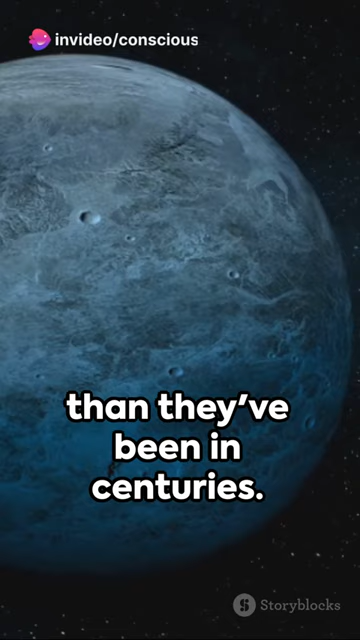 invideo/conscious
than they've
been in
centuries.
Storyblocks